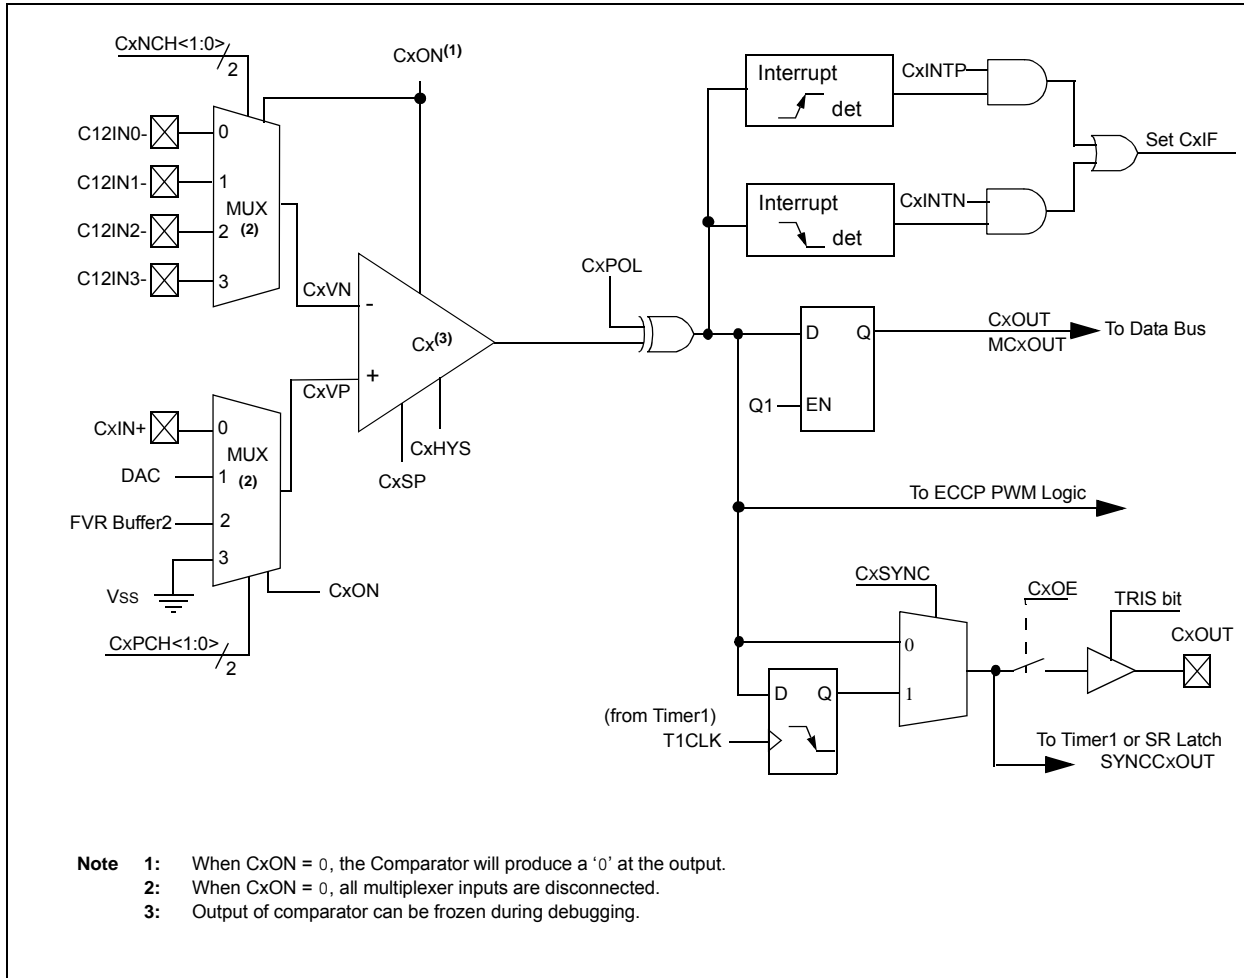 CxNCH<1:0>
2
CxON(1)
C12IN0-
0
C12IN1-
1
MUX
(2)
C12IN2-
2
C12IN3-
3
CxVN
-
Cx(3)
+
CxVP
CxHYS
CxSP
CxIN+
0
MUX
(2)
DAC
1
FVR Buffer2
2
3
VSS
CxON
CxPCH<1:0>
2
CxPOL
Interrupt
det
CxINTP
Interrupt
det
CxINTN
Set CxIF
D Q
Q1
EN
CxOUT
MCxOUT
To Data Bus
To ECCP PWM Logic
CxSYNC
0
1
D Q
(from Timer1)
T1CLK
CxOE
TRIS bit
CxOUT
To Timer1 or SR Latch
SYNCCxOUT
Note 1: When CxON = 0, the Comparator will produce a ‘0’ at the output.
2: When CxON = 0, all multiplexer inputs are disconnected.
3: Output of comparator can be frozen during debugging.